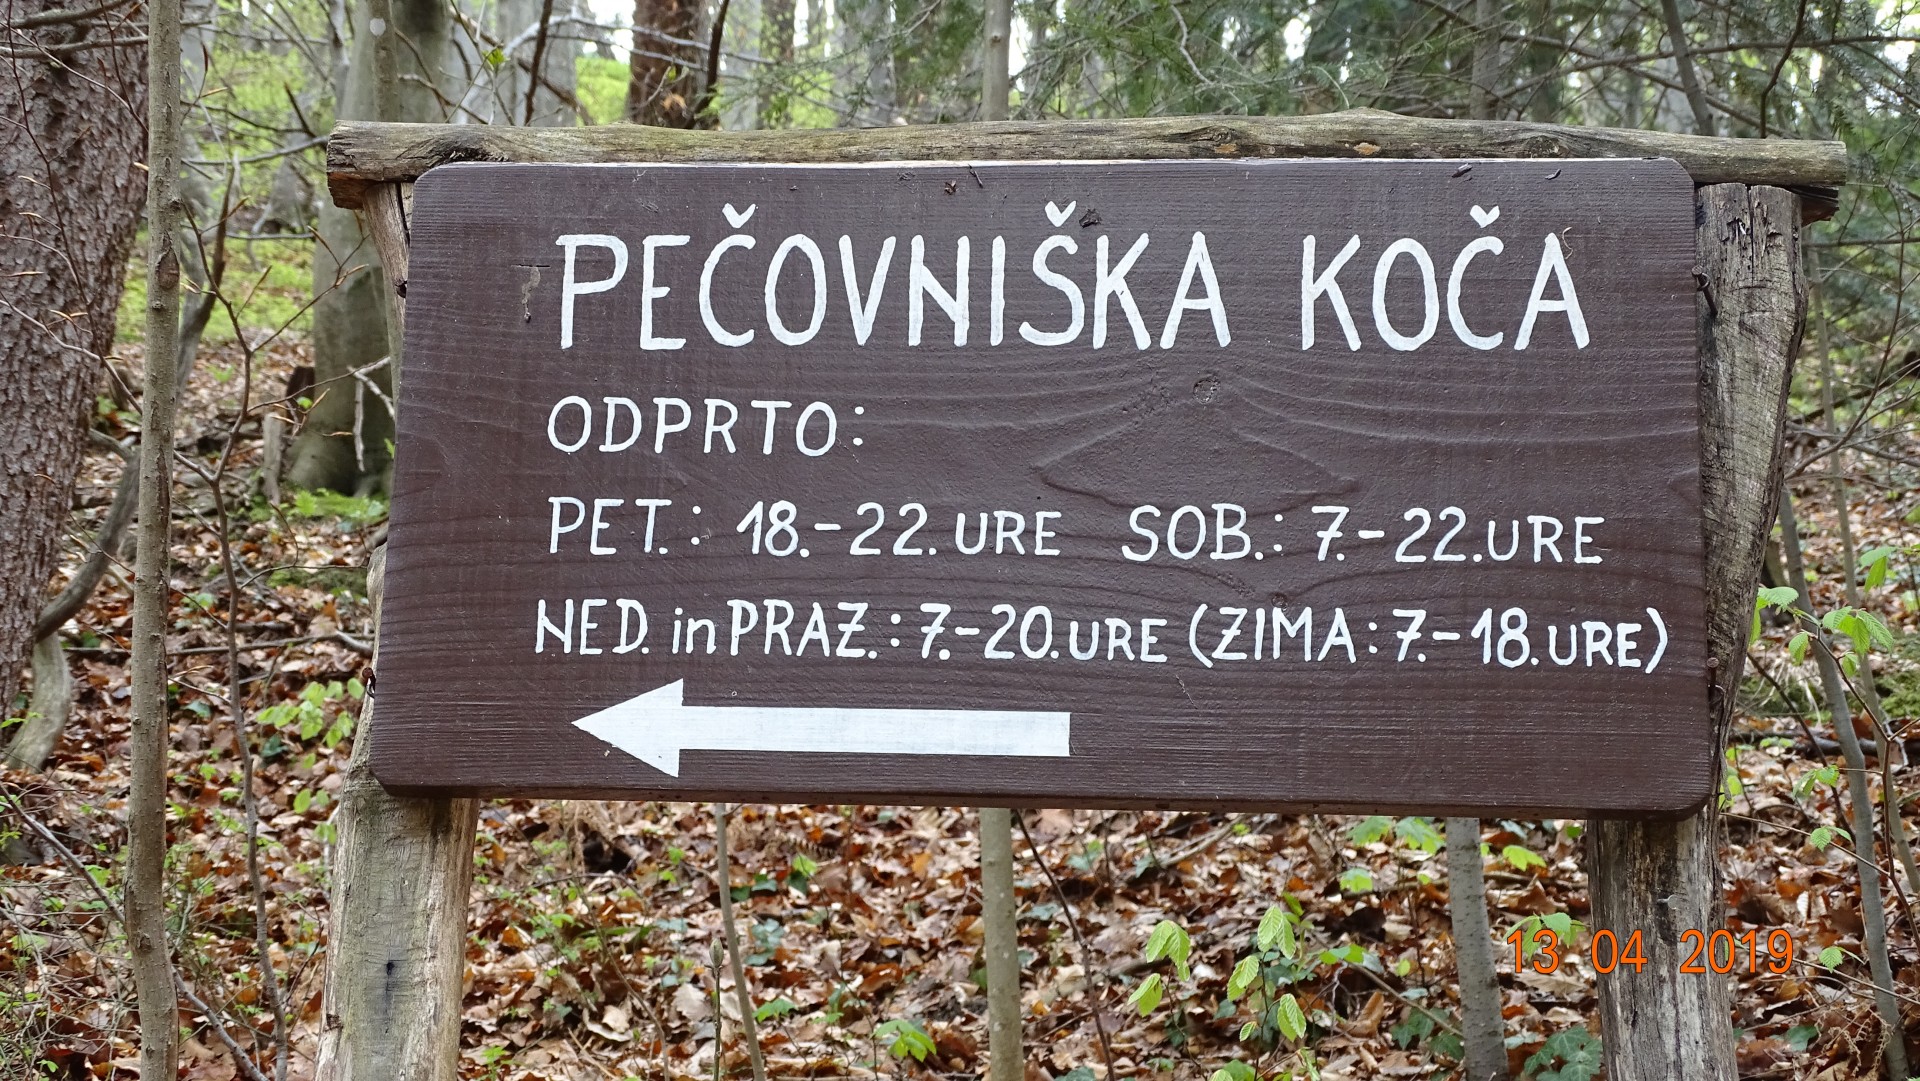 PEČOVNIŠKA KOČA
ODPRTO:
PET.: 18.-22. URE SOB.: 7.-22.URE
NED. in PRAZ.: 7.-20.URE (ZIMA: 7.-18.URE)
13 04 2019